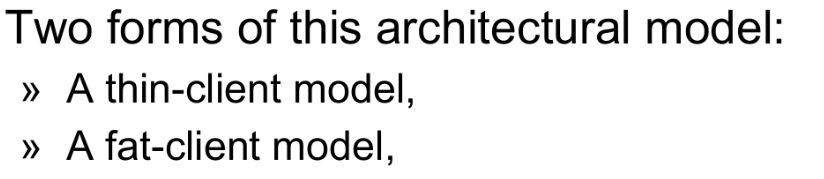 Two forms of this architectural model:
» A thin-client model,
» A fat-client model,